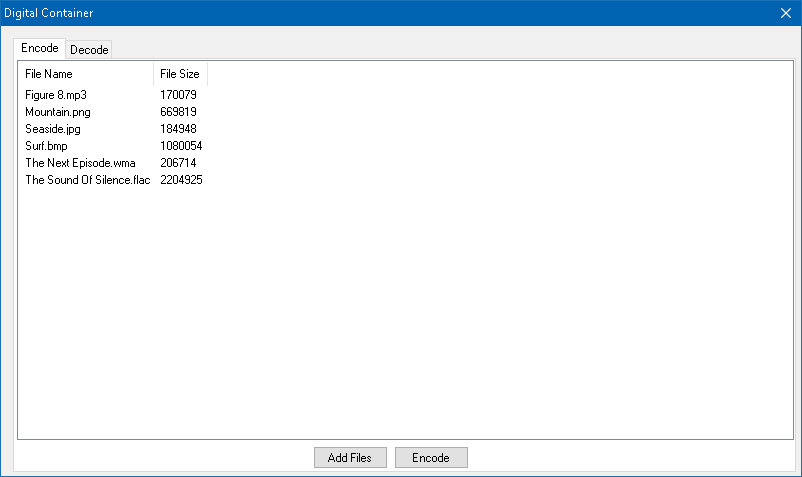 Digital Container
Encode Decode
File Name File Size
Figure 8.mp3 170079
Mountain.png 669819
Seaside.jpg 184948
Surf.bmp 1080054
The Next Episode.wma 206714
The Sound Of Silence.flac 2204925
Add Files Encode